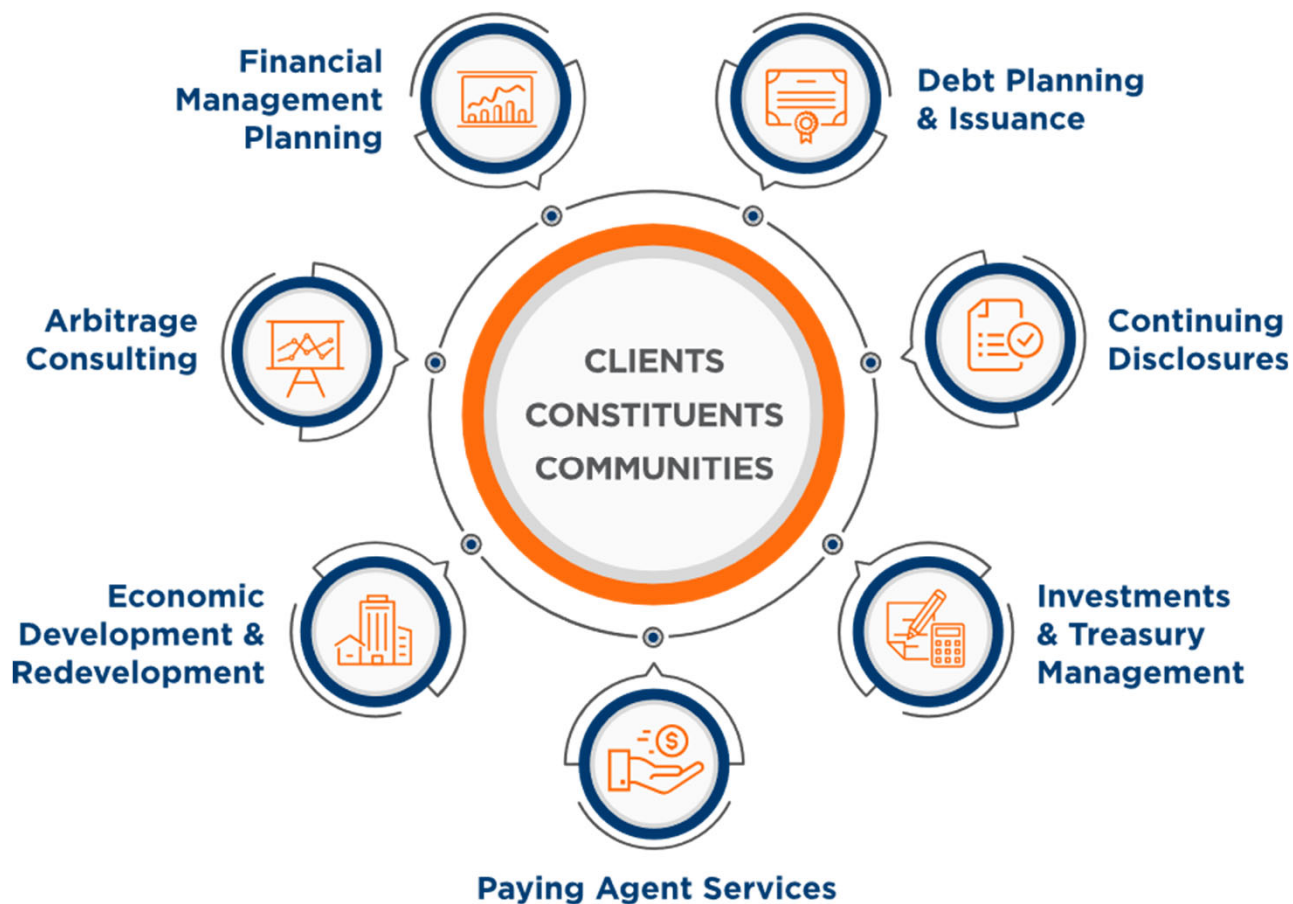 Financial
Management
Planning
Debt Planning
& Issuance
Arbitrage
Consulting
CLIENTS
CONSTITUENTS
COMMUNITIES
Continuing
Disclosures
Economic
Development &
Redevelopment
Investments
& Treasury
Management
$
Paying Agent Services